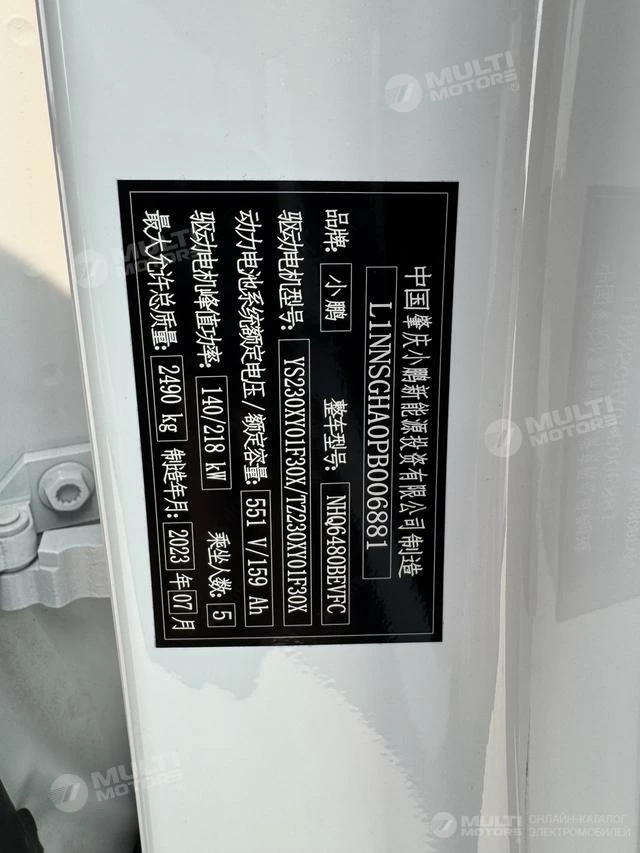 中国肇庆小鹏新能源投资有限公司制造
L1NNSGHA0PB006881
品牌: 小鹏 整车型号: NHQ6480BEVFC
驱动电机型号: YS230XY01F30X/TZ230XY01F30X
动力电池系统额定电压/额定容量: 551 V/159 Ah
驱动电机峰值功率: 140/218 kW 乘坐人数: 5
最大允许总质量: 2490 kg 制造年月: 2023 年 07 月
MULTI MOTORS
MULTI MOTORS
MULTI MOTORS
MULTI MOTORS
MULTI MOTORS
ОНЛАЙН-КАТАЛОГ
ЭЛЕКТРОМОБИЛЕЙ